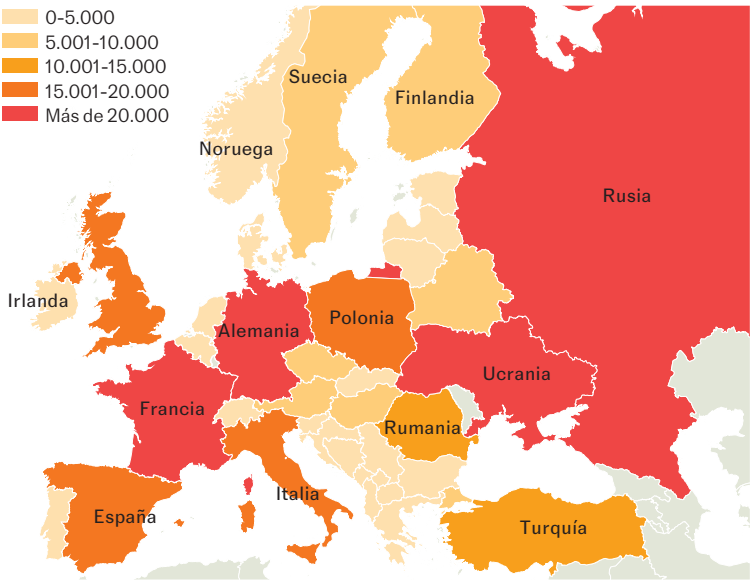 0-5.000
5.001-10.000
10.001-15.000
15.001-20.000
Más de 20.000
Suecia
Finlandia
Noruega
Rusia
Irlanda
Polonia
Alemania
Ucrania
Francia
Rumania
Italia
España
Turquía